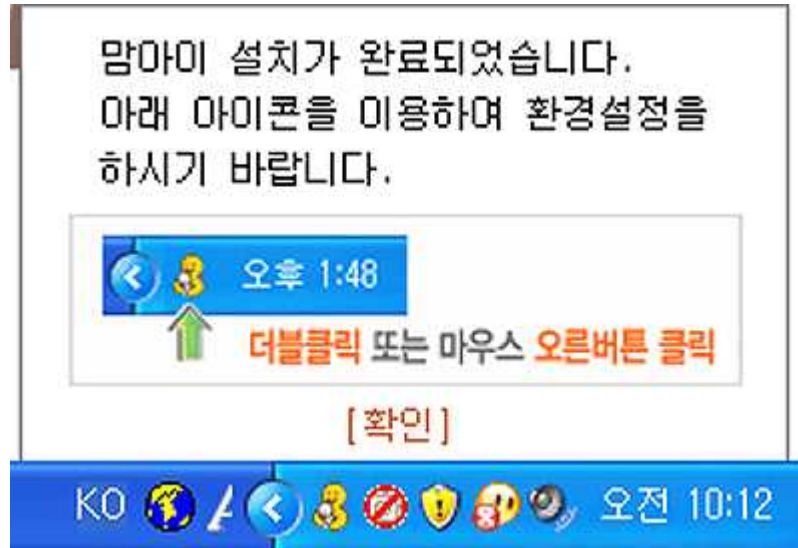 맘아이 설치가 완료되었습니다.
아래 아이콘을 이용하여 환경설정을
하시기 바랍니다.
오후 1:48
더블클릭 또는 마우스 오른버튼 클릭
[확인]
KO 오전 10:12